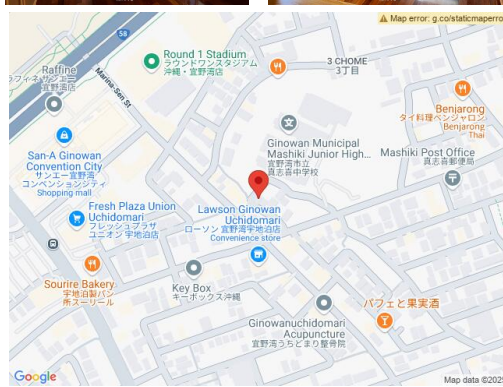 Map error: g.co/staticmaperro
58
Round 1 Stadium
ラウンドワンスタジアム
沖縄・宜野湾店
3 CHOME
3丁目
Raffine
ラフィネ サンエー
宜野湾店
Marina-Sen St
Benjarong
タイ料理ベンジャロン
Benjarong
Thai
Ginowan Municipal
Mashiki Junior High...
宜野湾市立
真志喜中学校
Mashiki Post Office
真志喜郵便局
San-A Ginowan
Convention City
サンエー宜野湾
コンベンションシティ
Shopping mall
Fresh Plaza Union
Uchidomari
フレッシュプラザ
ユニオン 宇地泊店
Lawson Ginowan
Uchidomari
ローソン 宜野湾宇地泊店
Convenience store
Sourire Bakery
宇地泊製パン
所スーリール
Key Box
キーボックス沖縄
パフェと果実酒
Ginowanuchidomari
Acupuncture
宜野湾うちどまり整骨院
Google
Map data ©202